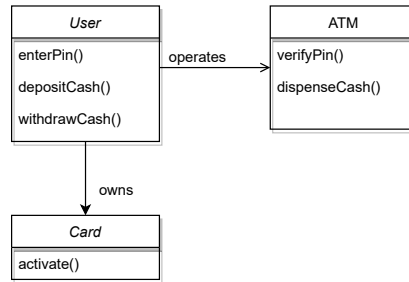 User
enterPin()
depositCash()
withdrawCash()
operates
ATM
verifyPin()
dispenseCash()
owns
Card
activate()